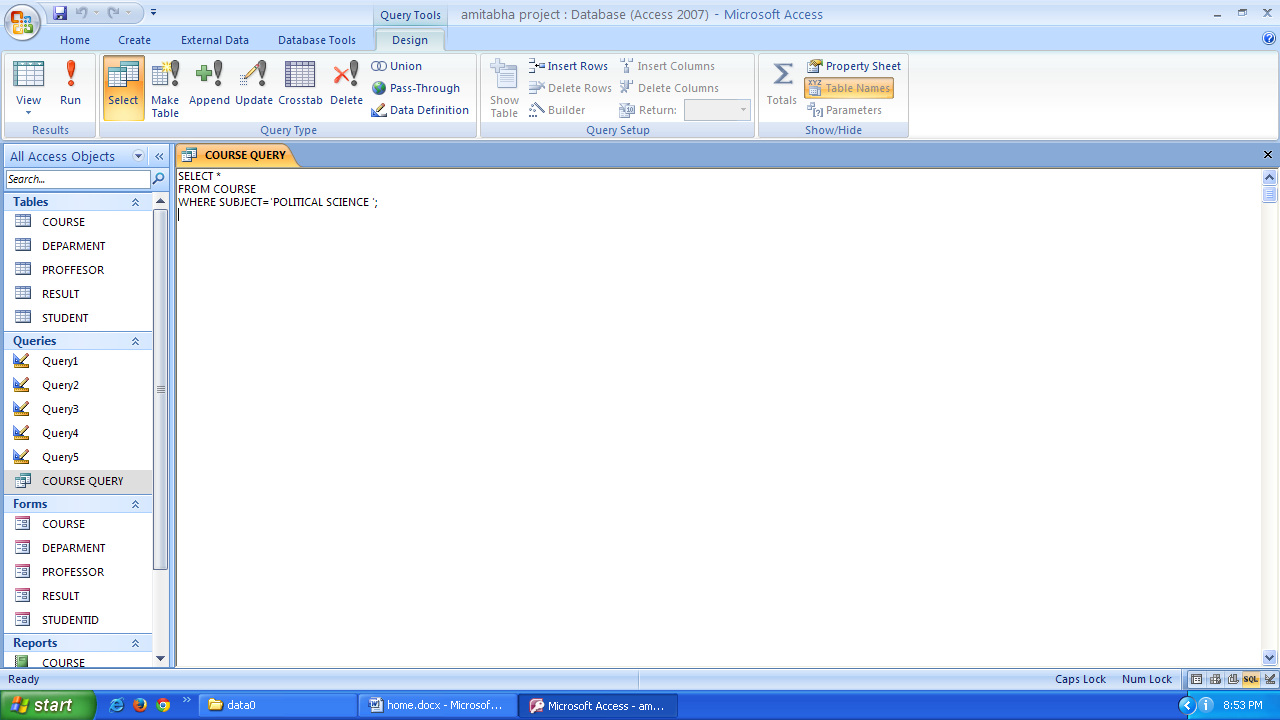 Query Tools
amitabha project : Database (Access 2007) - Microsoft Access
Home Create External Data Database Tools Design
View Run
Results
Select Make Table Append Update Crosstab Delete
Union
Pass-Through
Data Definition
Query Type
Show Table
Insert Rows
Delete Rows
Builder
Insert Columns
Delete Columns
Return:
Query Setup
Totals
Property Sheet
Table Names
Parameters
Show/Hide
All Access Objects
Search...
Tables
COURSE
DEPARMENT
PROFFESOR
RESULT
STUDENT
Queries
Query1
Query2
Query3
Query4
Query5
COURSE QUERY
Forms
COURSE
DEPARMENT
PROFESSOR
RESULT
STUDENTID
Reports
COURSE
COURSE QUERY
SELECT *
FROM COURSE
WHERE SUBJECT= 'POLITICAL SCIENCE ';
Ready
Caps Lock Num Lock SQL
start data0 home.docx - Microsof... Microsoft Access - am... 8:53 PM